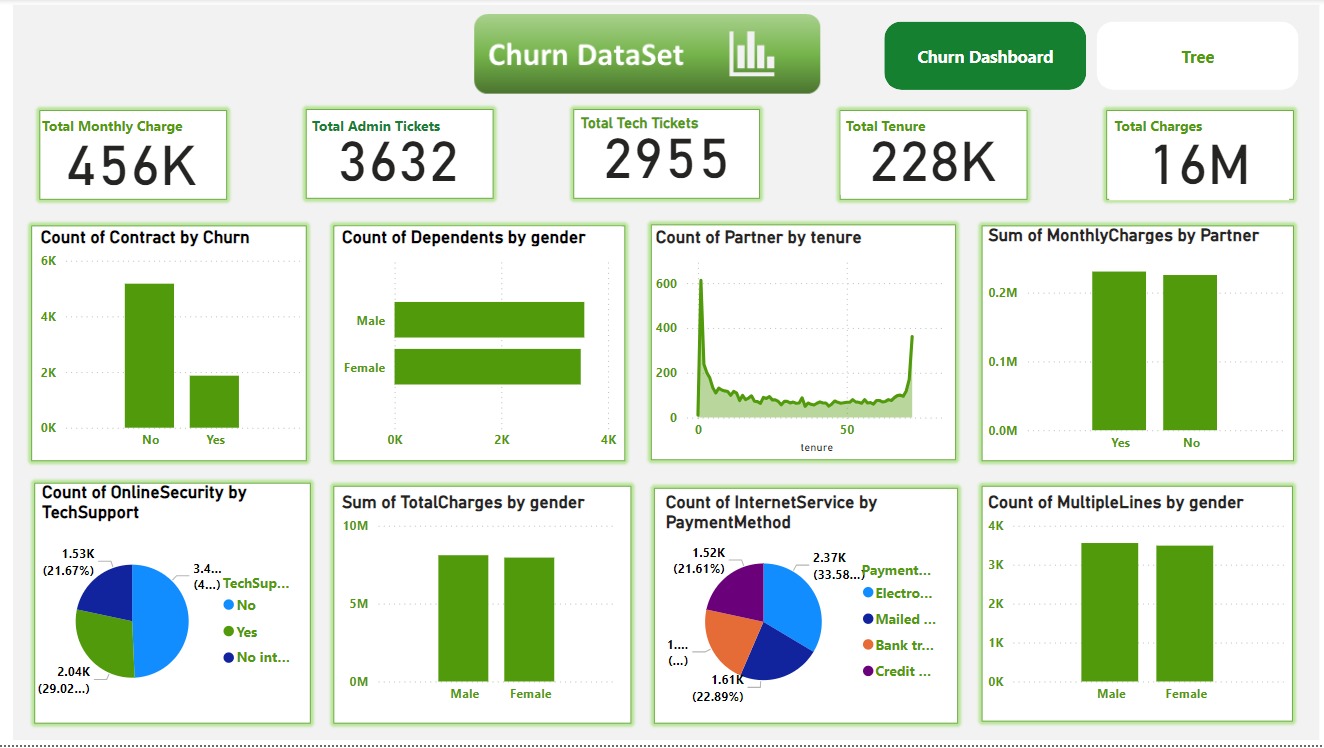 Churn DataSet
Churn Dashboard
Tree
Total Monthly Charge
456K
Total Admin Tickets
3632
Total Tech Tickets
2955
Total Tenure
228K
Total Charges
16M
Count of Contract by Churn
6K
4K
2K
0K
No
Yes
Count of Dependents by gender
Male
Female
0K
2K
4K
Count of Partner by tenure
600
400
200
0
0
50
tenure
Sum of MonthlyCharges by Partner
0.2M
0.1M
0.0M
Yes
No
Count of OnlineSecurity by
TechSupport
1.53K
(21.67%)
3.4...
(4...)
2.04K
(29.02...)
TechSup...
No
Yes
No int...
Sum of TotalCharges by gender
10M
5M
0M
Male
Female
Count of InternetService by
PaymentMethod
1.52K
(21.61%)
2.37K
(33.58...)
1....
(...)
1.61K
(22.89%)
Payment...
Electro...
Mailed ...
Bank tr...
Credit ...
Count of MultipleLines by gender
4K
3K
2K
1K
0K
Male
Female